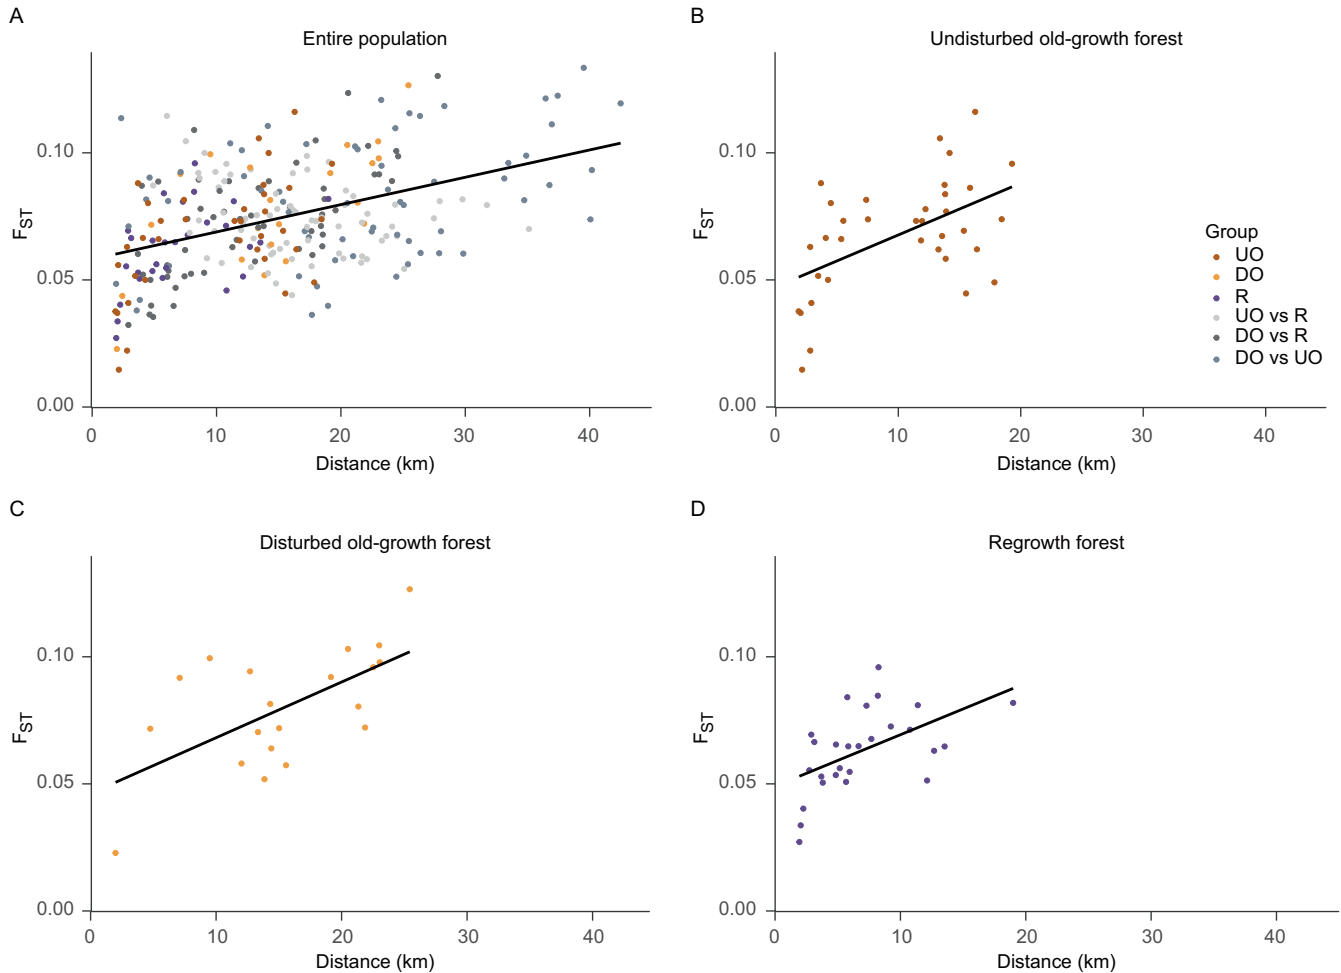 A
Entire population
0.10
0.05
0.00
FST
0 10 20 30 40
Distance (km)
B
Undisturbed old-growth forest
0.10
0.05
0.00
FST
0 10 20 30 40
Distance (km)
Group
UO
DO
R
UO vs R
DO vs R
DO vs UO
C
Disturbed old-growth forest
0.10
0.05
0.00
FST
0 10 20 30 40
Distance (km)
D
Regrowth forest
0.10
0.05
0.00
FST
0 10 20 30 40
Distance (km)